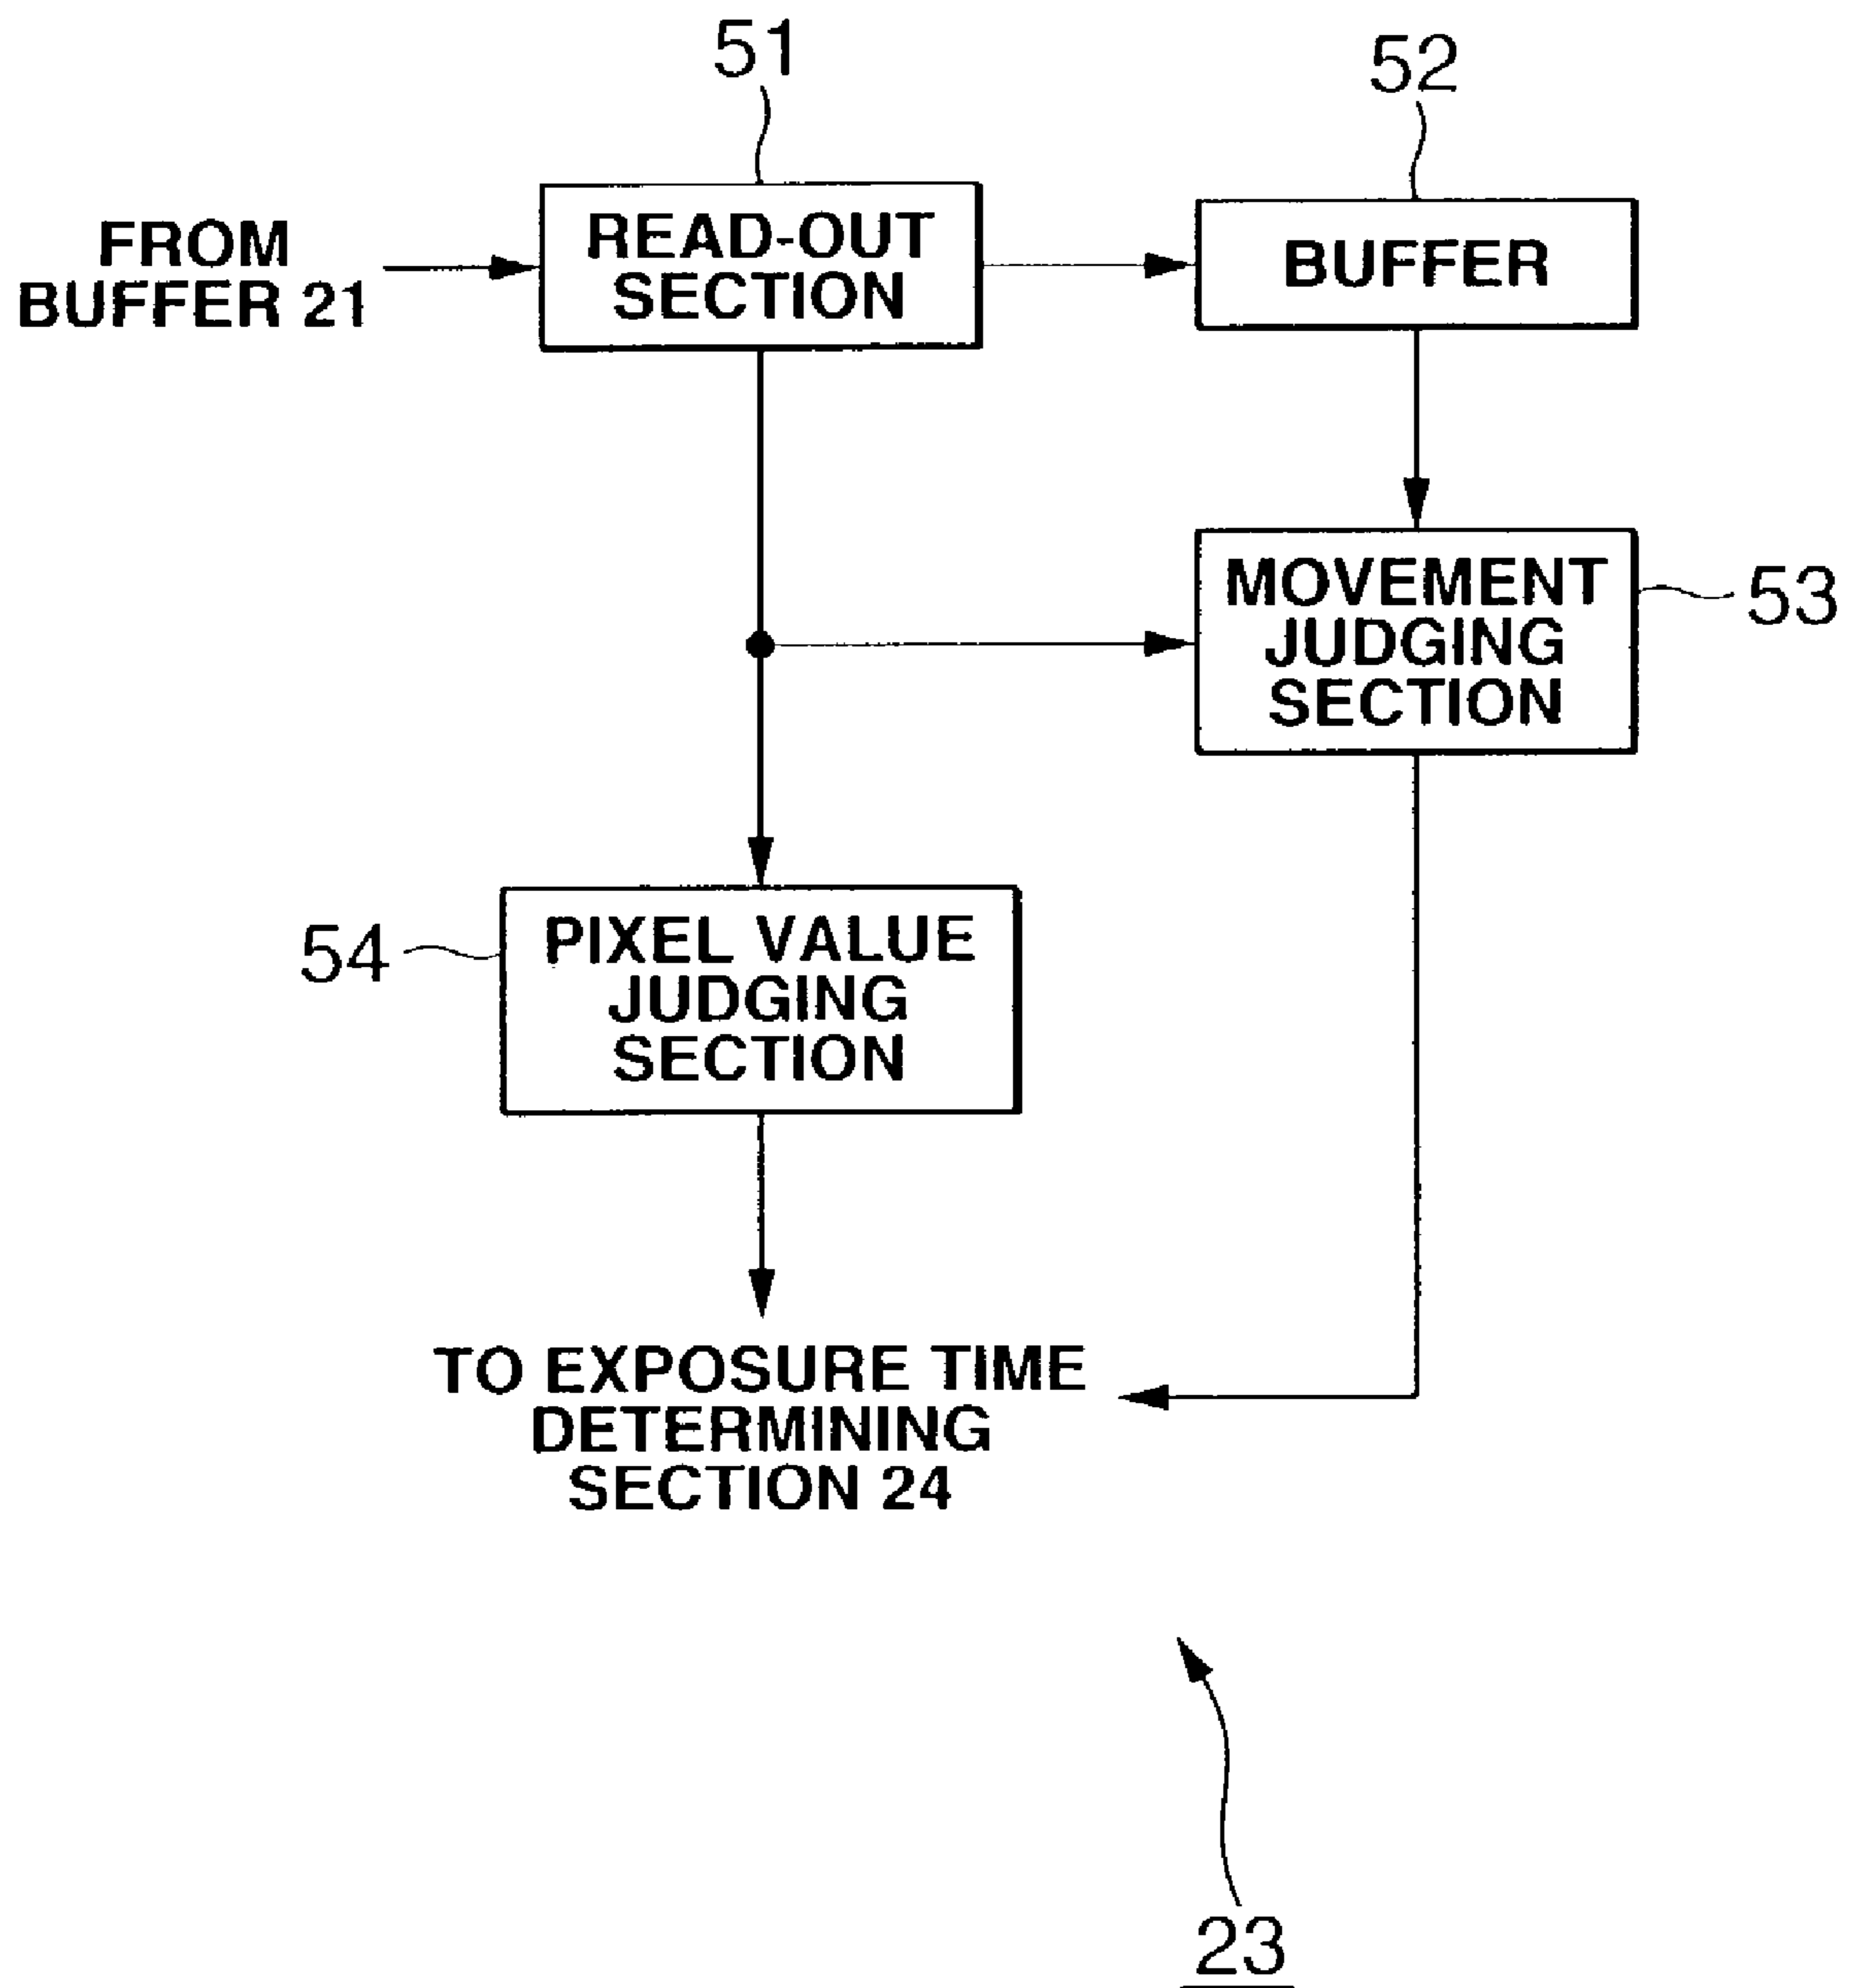 51
52
FROM
BUFFER 21
READ-OUT
SECTION
BUFFER
MOVEMENT
JUDGING
SECTION
53
54
PIXEL VALUE
JUDGING
SECTION
TO EXPOSURE TIME
DETERMINING
SECTION 24
23